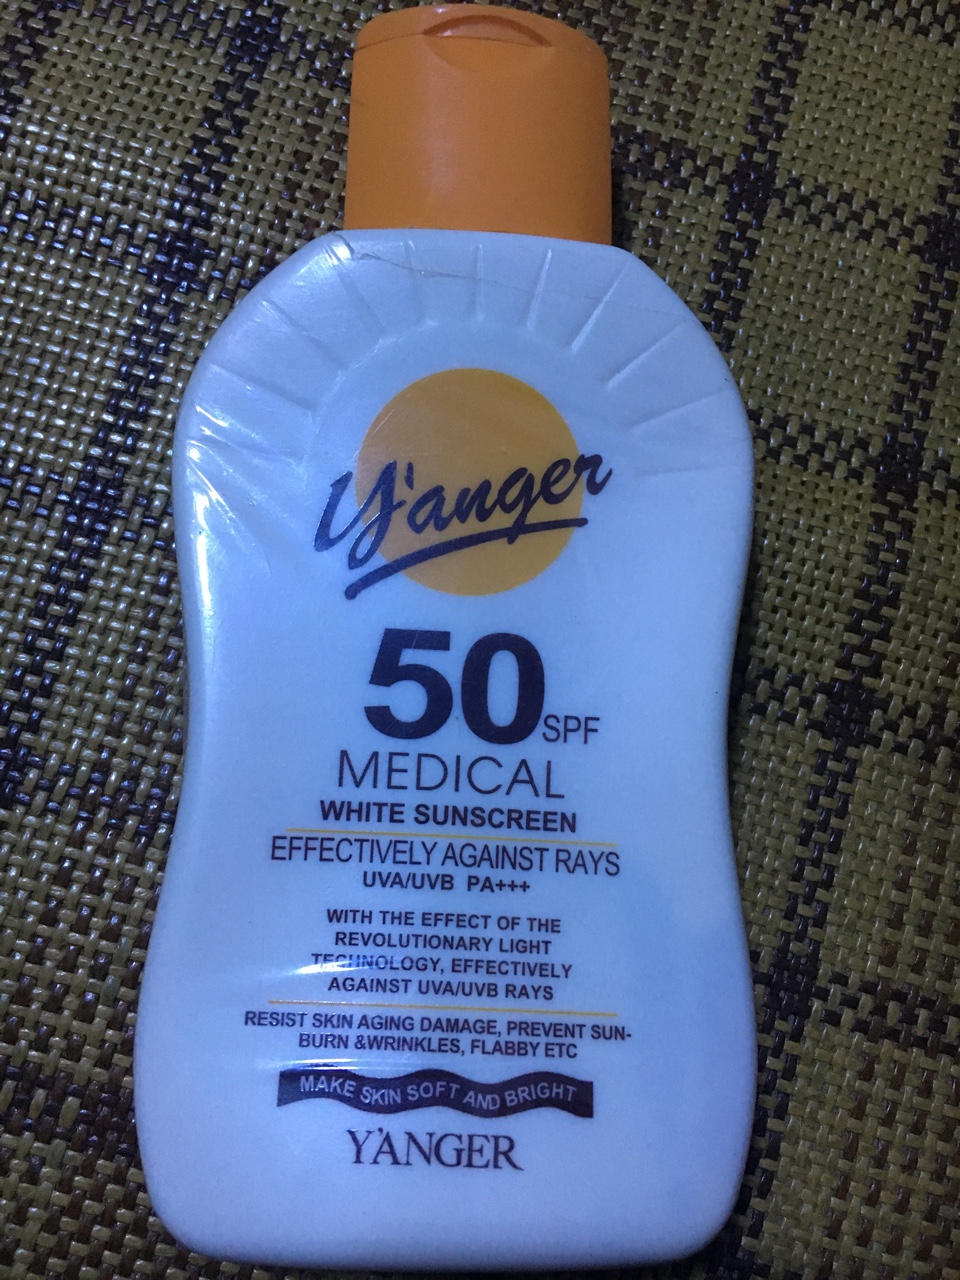 Y'anger
50 SPF
MEDICAL
WHITE SUNSCREEN
EFFECTIVELY AGAINST RAYS
UVA/UVB PA+++
WITH THE EFFECT OF THE
REVOLUTIONARY LIGHT
TECHNOLOGY, EFFECTIVELY
AGAINST UVA/UVB RAYS
RESIST SKIN AGING DAMAGE, PREVENT SUN-
BURN &WRINKLES, FLABBY ETC
MAKE SKIN SOFT AND BRIGHT
Y'ANGER